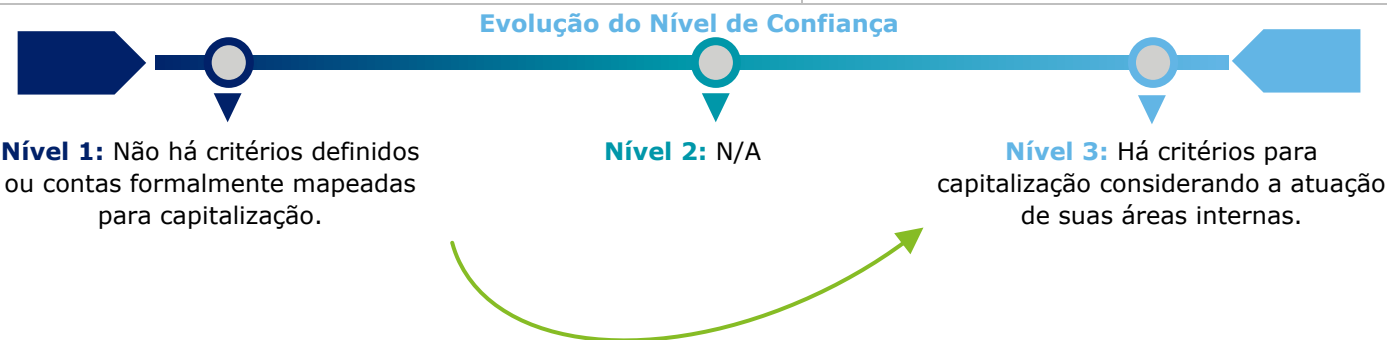 Evolução do Nível de Confiança
Nível 1: Não há critérios definidos
ou contas formalmente mapeadas
para capitalização.
Nível 2: N/A
Nível 3: Há critérios para
capitalização considerando a atuação
de suas áreas internas.